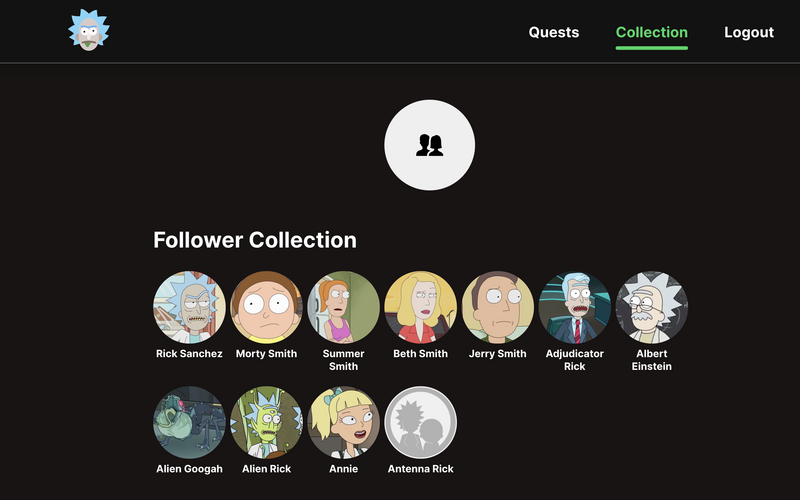 Quests Collection Logout
Follower Collection
Rick Sanchez Morty Smith Summer Smith Beth Smith Jerry Smith Adjudicator Rick Albert Einstein
Alien Googah Alien Rick Annie Antenna Rick